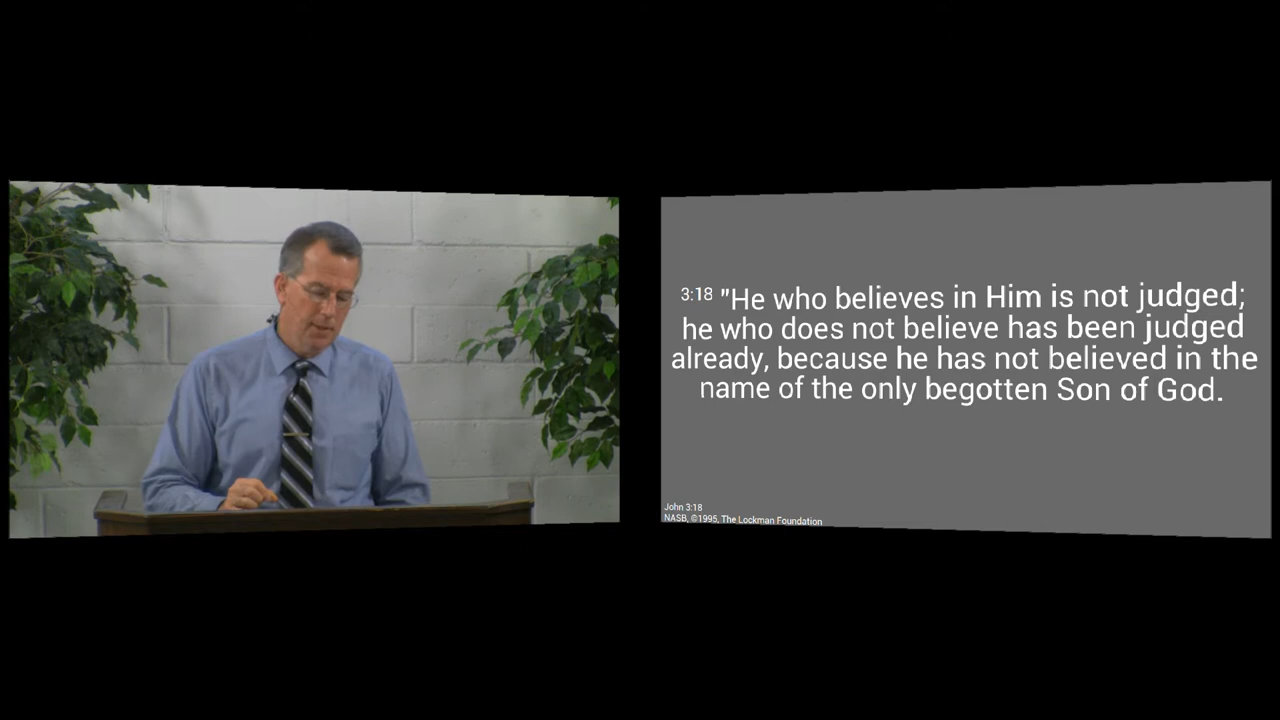 3:18 "He who believes in Him is not judged;
he who does not believe has been judged
already, because he has not believed in the
name of the only begotten Son of God.
John 3:18
NASB, ©1995, The Lockman Foundation